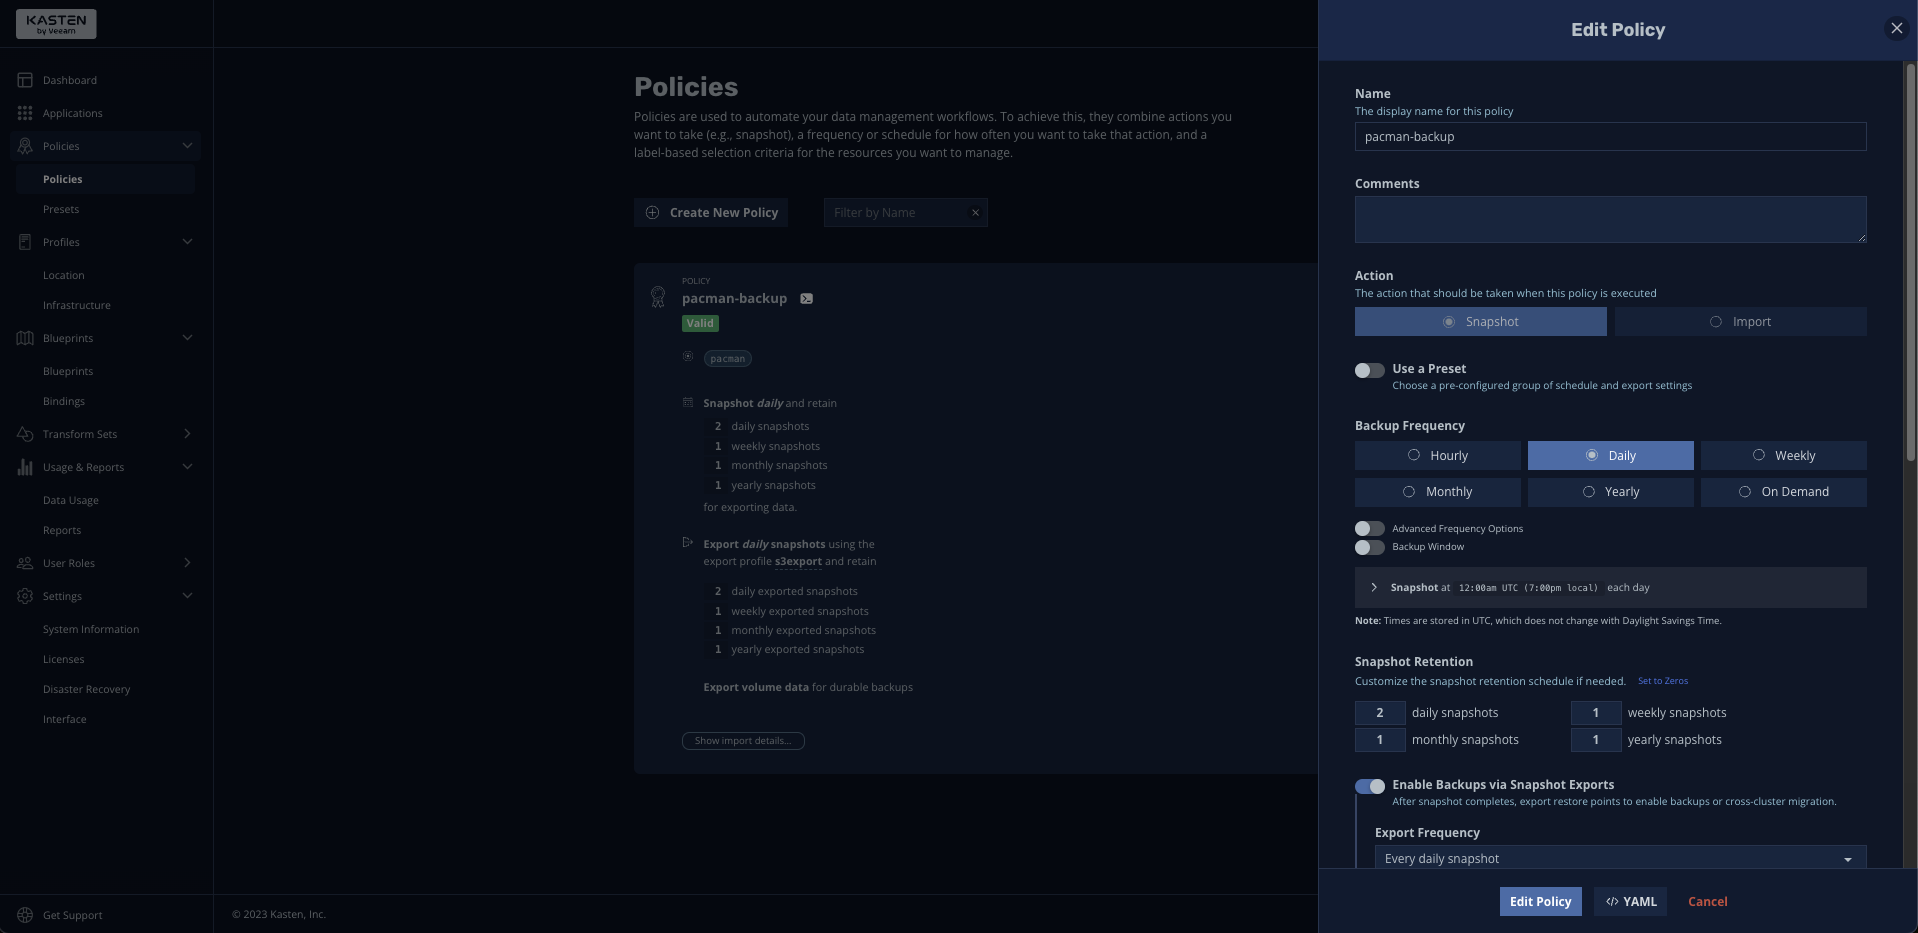 KASTEN
by Veeam
Dashboard
Applications
Policies
Policies
Presets
Profiles
Location
Infrastructure
Blueprints
Blueprints
Bindings
Transform Sets
Usage & Reports
Data Usage
Reports
User Roles
Settings
System Information
Licenses
Disaster Recovery
Interface
Get Support
Policies
Policies are used to automate your data management workflows. To achieve this, they combine actions you
want to take (e.g., snapshot), a frequency or schedule for how often you want to take that action, and a
label-based selection criteria for the resources you want to manage.
Create New Policy
Filter by Name
POLICY
pacman-backup
Valid
pacman
Snapshot daily and retain
2 daily snapshots
1 weekly snapshots
1 monthly snapshots
1 yearly snapshots
for exporting data.
Export daily snapshots using the
export profile s3export and retain
2 daily exported snapshots
1 weekly exported snapshots
1 monthly exported snapshots
1 yearly exported snapshots
Export volume data for durable backups
Show import details...
© 2023 Kasten, Inc.
Edit Policy
Name
The display name for this policy
pacman-backup
Comments
Action
The action that should be taken when this policy is executed
Snapshot Import
Use a Preset
Choose a pre-configured group of schedule and export settings
Backup Frequency
Hourly Daily Weekly
Monthly Yearly On Demand
Advanced Frequency Options
Backup Window
Snapshot at 12:00am UTC (7:00pm local) each day
Note: Times are stored in UTC, which does not change with Daylight Savings Time.
Snapshot Retention
Customize the snapshot retention schedule if needed. Set to Zeros
2 daily snapshots 1 weekly snapshots
1 monthly snapshots 1 yearly snapshots
Enable Backups via Snapshot Exports
After snapshot completes, export restore points to enable backups or cross-cluster migration.
Export Frequency
Every daily snapshot
Edit Policy </> YAML Cancel